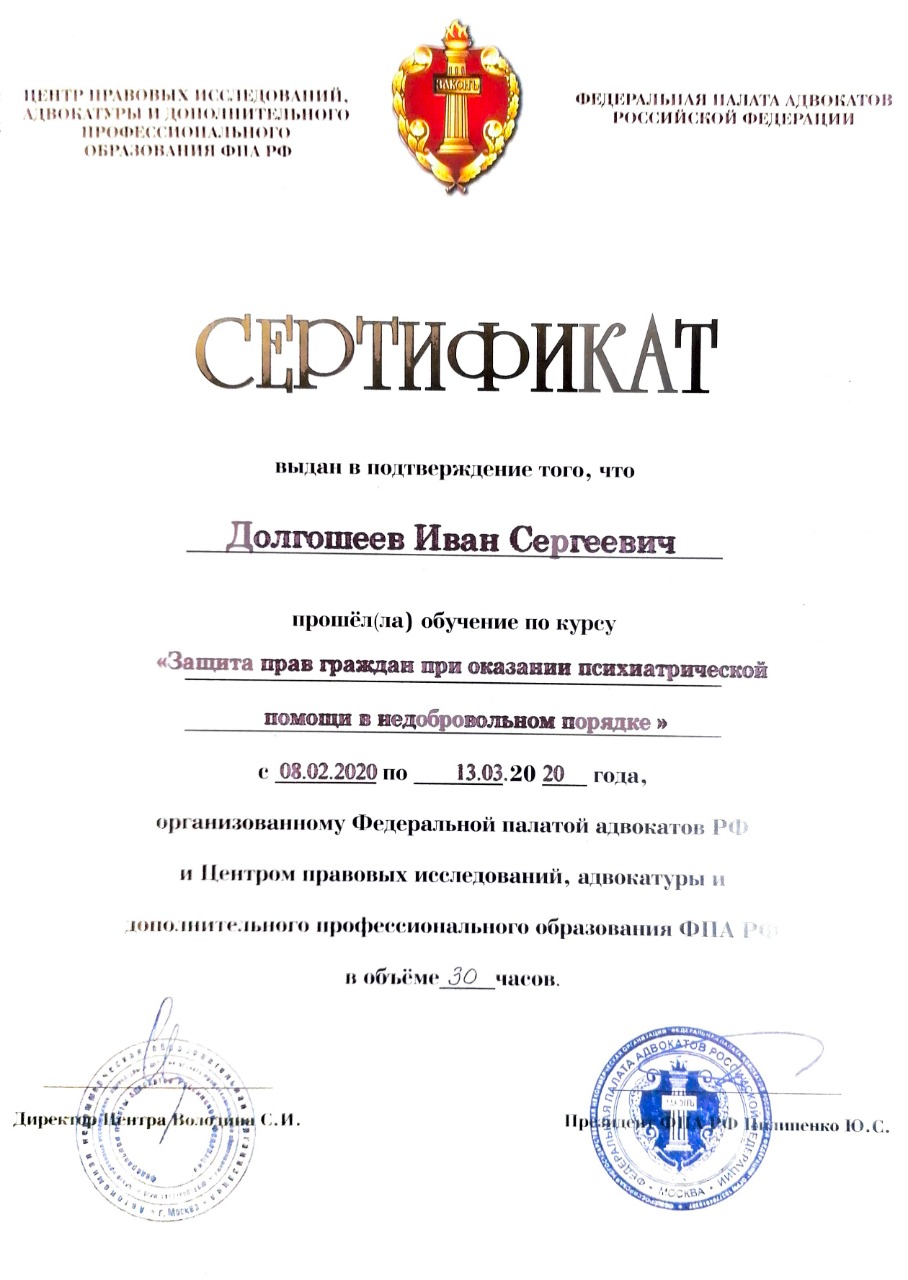 ЦЕНТР ПРАВОВЫХ ИССЛЕДОВАНИЙ,
АДВОКАТУРЫ И ДОПОЛНИТЕЛЬНОГО
ПРОФЕССИОНАЛЬНОГО
ОБРАЗОВАНИЯ ФПА РФ
ЗАКОНЪ
ФЕДЕРАЛЬНАЯ ПАЛАТА АДВОКАТОВ
РОССИЙСКОЙ ФЕДЕРАЦИИ
СЕРТИФИКАТ
выдан в подтверждение того, что
Долгошеев Иван Сергеевич
прошёл(ла) обучение по курсу
«Защита прав граждан при оказании психиатрической
помощи в недобровольном порядке »
с 08.02.2020 по 13.03.20 20 года,
организованному Федеральной палатой адвокатов РФ
и Центром правовых исследований, адвокатуры и
дополнительного профессионального образования ФПА РФ
в объёме 30 часов.
Директор Центра Володина С.И.
Президент ФПА РФ Пилипенко Ю.С.
г. Москва
ФЕДЕРАЛЬНАЯ ПАЛАТА АДВОКАТОВ РОССИЙСКОЙ ФЕДЕРАЦИИ
ЗАКОНЪ
МОСКВА